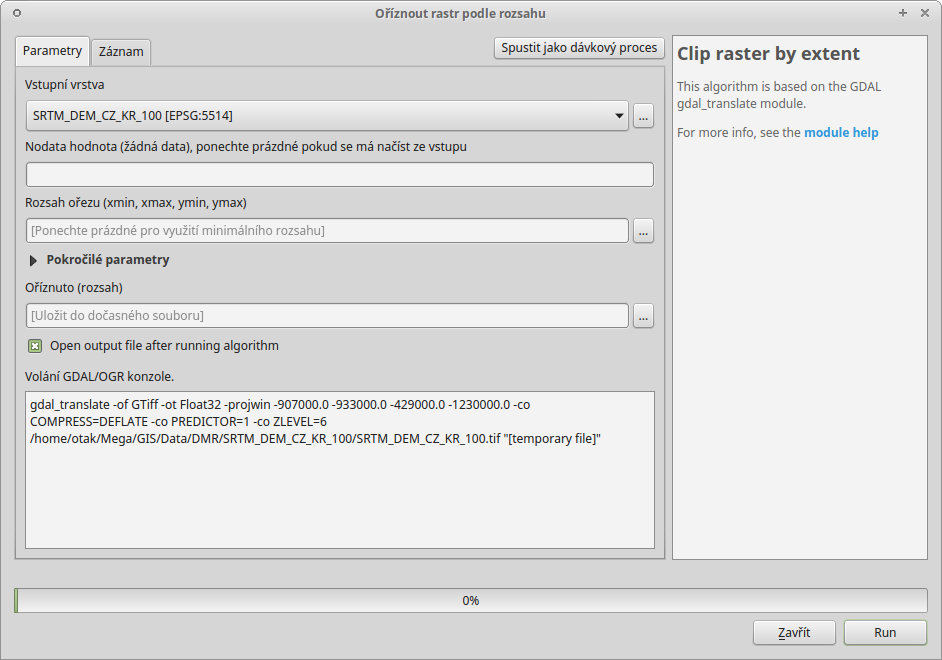 Oříznout rastr podle rozsahu
Parametry
Záznam
Spustit jako dávkový proces
Vstupní vrstva
SRTM_DEM_CZ_KR_100 [EPSG:5514]
...
Nodata hodnota (žádná data), ponechte prázdné pokud se má načíst ze vstupu
Rozsah ořezu (xmin, xmax, ymin, ymax)
[Ponechte prázdné pro využití minimálního rozsahu]
...
Pokročilé parametry
Oříznuto (rozsah)
[Uložit do dočasného souboru]
...
Open output file after running algorithm
Volání GDAL/OGR konzole.
gdal_translate -of GTiff -ot Float32 -projwin -907000.0 -933000.0 -429000.0 -1230000.0 -co
COMPRESS=DEFLATE -co PREDICTOR=1 -co ZLEVEL=6
/home/otak/Mega/GIS/Data/DMR/SRTM_DEM_CZ_KR_100/SRTM_DEM_CZ_KR_100.tif "[temporary file]"
Clip raster by extent
This algorithm is based on the GDAL
gdal_translate module.
For more info, see the module help
0%
Zavřít
Run